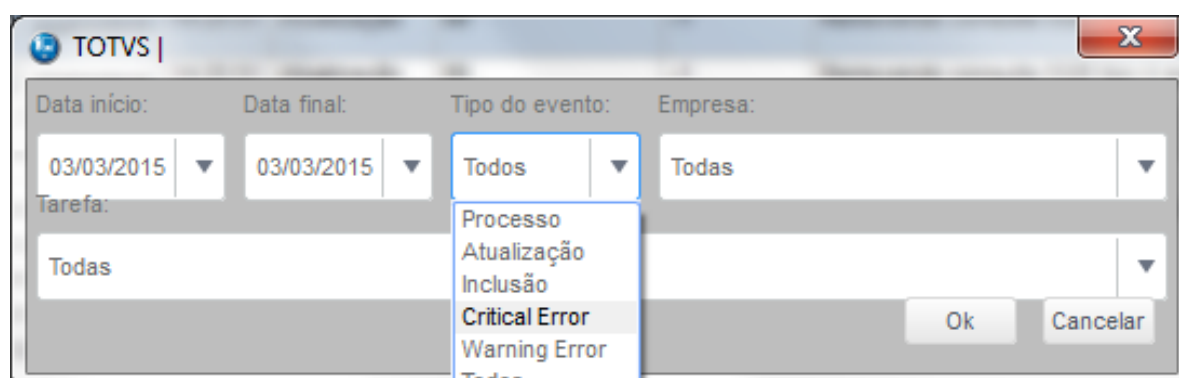 TOTVS |
Data início: Data final: Tipo do evento: Empresa:
03/03/2015 03/03/2015 Todos Todas
Tarefa:
Todas
Processo
Atualização
Inclusão
Critical Error
Warning Error
Todos
Ok Cancelar